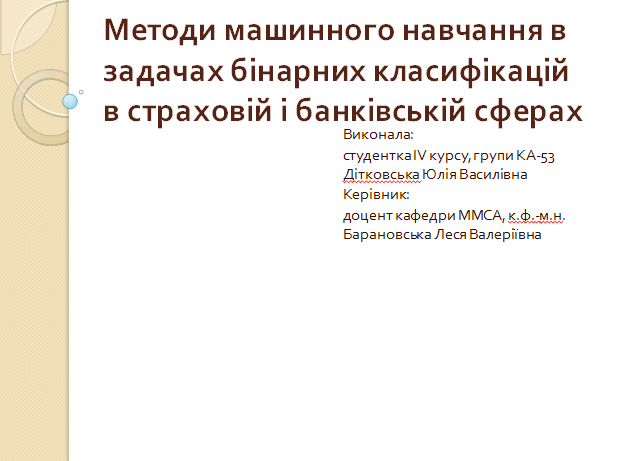 Методи машинного навчання в
задачах бінарних класифікацій
в страховій і банківській сферах
Виконала:
студентка IV курсу, групи КА-53
Дітковська Юлія Василівна
Керівник:
доцент кафедри ММСА, к.ф.-м.н.
Барановська Леся Валеріївна